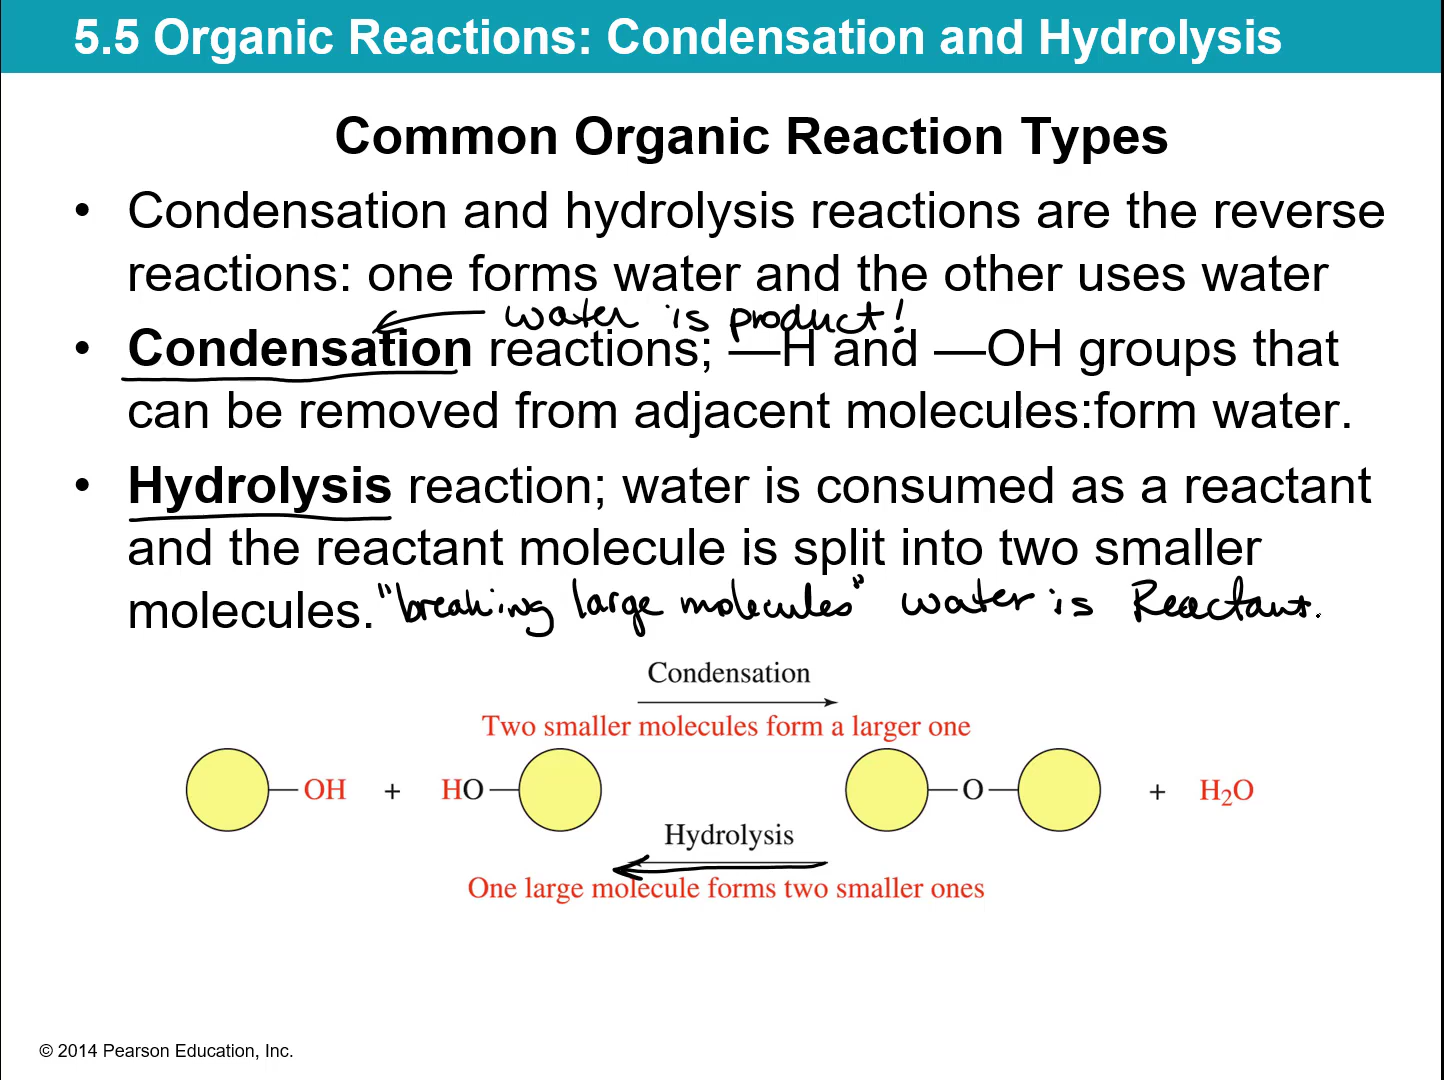 5.5 Organic Reactions: Condensation and Hydrolysis
Common Organic Reaction Types
• Condensation and hydrolysis reactions are the reverse
reactions: one forms water and the other uses water
water is product!
• Condensation reactions; —H and —OH groups that
can be removed from adjacent molecules:form water.
• Hydrolysis reaction; water is consumed as a reactant
and the reactant molecule is split into two smaller
molecules. "breaking large molecules" water is Reactant.
Condensation
Two smaller molecules form a larger one
OH + HO O + H₂O
Hydrolysis
One large molecule forms two smaller ones
© 2014 Pearson Education, Inc.